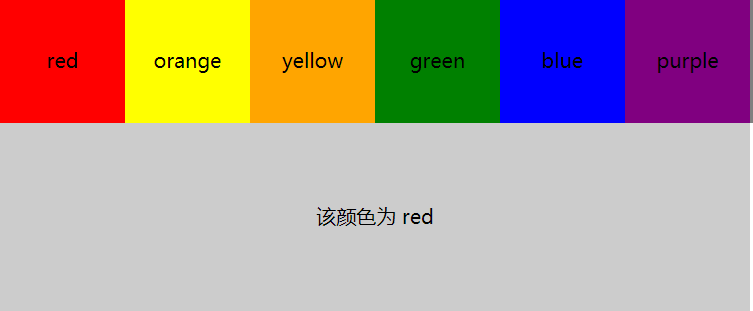 red orange yellow green blue purple
该颜色为 red